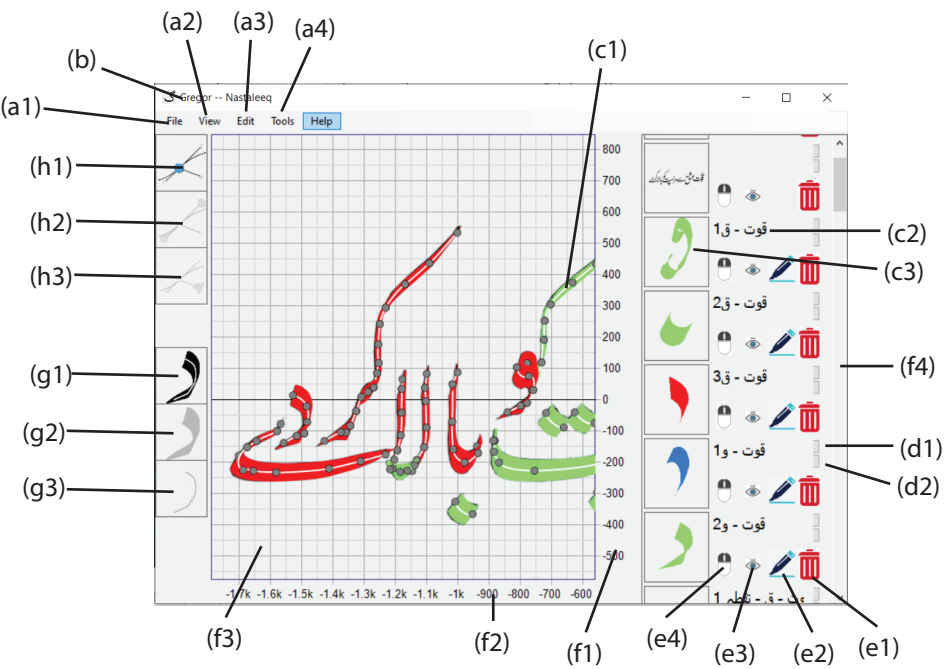 (a2)
(a3)
(a4)
(b)
(c1)
(a1)
Gregor -- Nastaleeq
File View Edit Tools Help
(h1)
(h2)
(h3)
(g1)
(g2)
(g3)
800
700
600
500
400
300
200
100
0
-100
-200
-300
-400
-500
-1.7k -1.6k -1.5k -1.4k -1.3k -1.2k -1.1k -1k -900 -800 -700 -600
قوت - ق1
قوت - ق2
قوت - ق3
قوت - و1
قوت - و2
قوت - ق - نقطہ 1
(c2)
(c3)
(f4)
(d1)
(d2)
(f3)
(f2)
(f1)
(e4)
(e3)
(e2)
(e1)